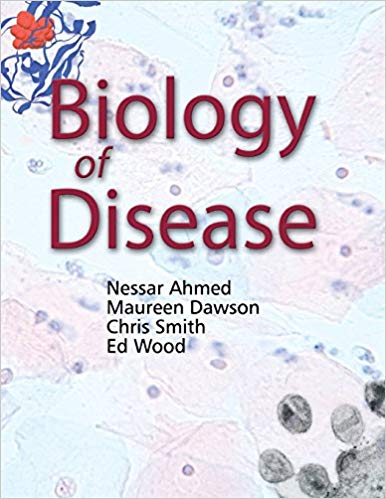 Biology
of
Disease
Nessar Ahmed
Maureen Dawson
Chris Smith
Ed Wood